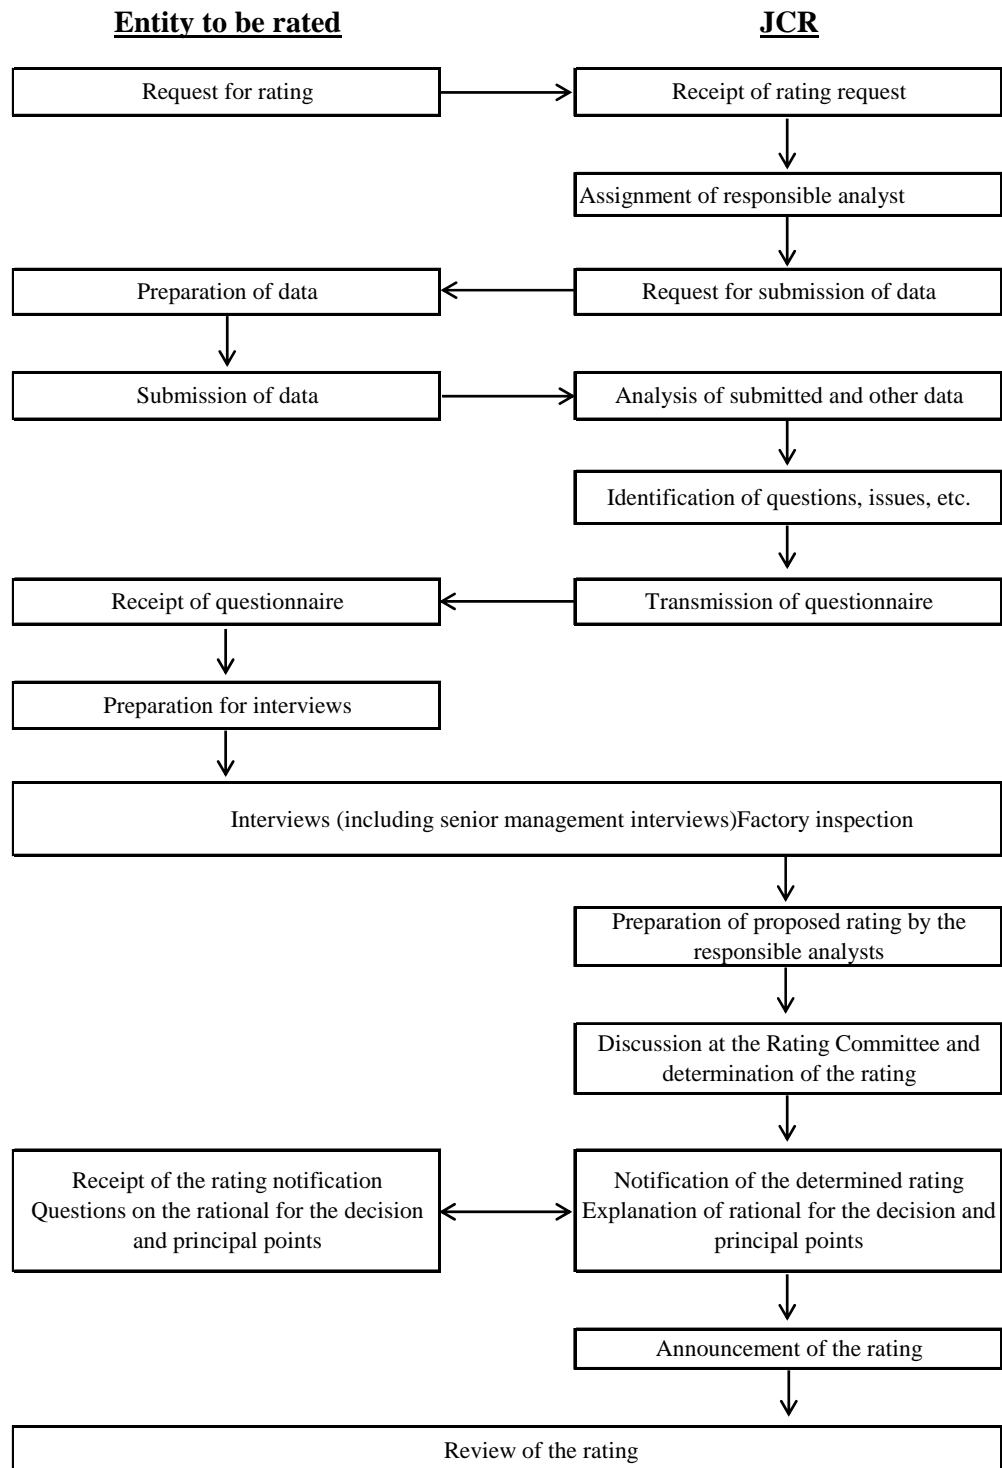 Entity to be rated
JCR
Request for rating
Receipt of rating request
Assignment of responsible analyst
Preparation of data
Request for submission of data
Submission of data
Analysis of submitted and other data
Identification of questions, issues, etc.
Receipt of questionnaire
Transmission of questionnaire
Preparation for interviews
Interviews (including senior management interviews)Factory inspection
Preparation of proposed rating by the
responsible analysts
Discussion at the Rating Committee and
determination of the rating
Receipt of the rating notification
Questions on the rational for the decision
and principal points
Notification of the determined rating
Explanation of rational for the decision and
principal points
Announcement of the rating
Review of the rating